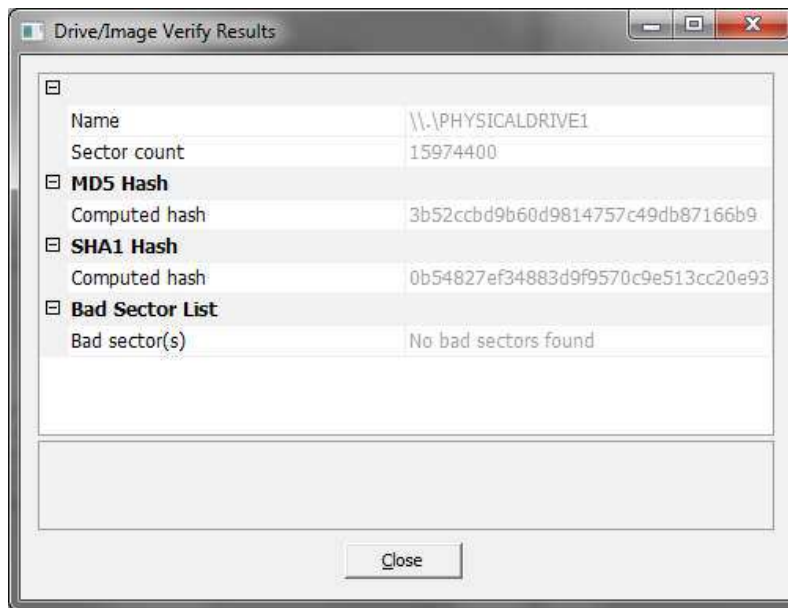 Drive/Image Verify Results
Name \\.\PHYSICALDRIVE1
Sector count 15974400
MD5 Hash
Computed hash 3b52ccbd9b60d9814757c49db87166b9
SHA1 Hash
Computed hash 0b54827ef34883d9f9570c9e513cc20e93
Bad Sector List
Bad sector(s) No bad sectors found
Close